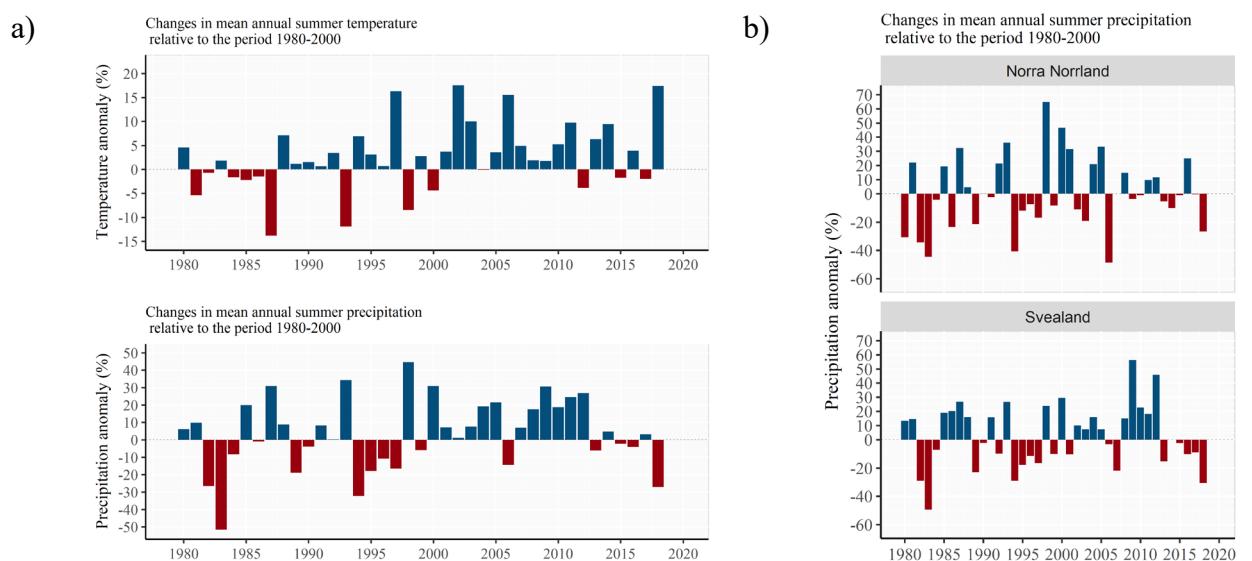 a)
Changes in mean annual summer temperature
relative to the period 1980-2000
Temperature anomaly (%)
20
15
10
5
0
-5
-10
-15
1980 1985 1990 1995 2000 2005 2010 2015 2020
Changes in mean annual summer precipitation
relative to the period 1980-2000
Precipitation anomaly (%)
50
40
30
20
10
0
-10
-20
-30
-40
-50
1980 1985 1990 1995 2000 2005 2010 2015 2020
b)
Changes in mean annual summer precipitation
relative to the period 1980-2000
Precipitation anomaly (%)
Norra Norrland
70
60
50
40
30
20
10
0
-20
-40
-60
Svealand
70
60
50
40
30
20
10
0
-20
-40
-60
1980 1985 1990 1995 2000 2005 2010 2015 2020